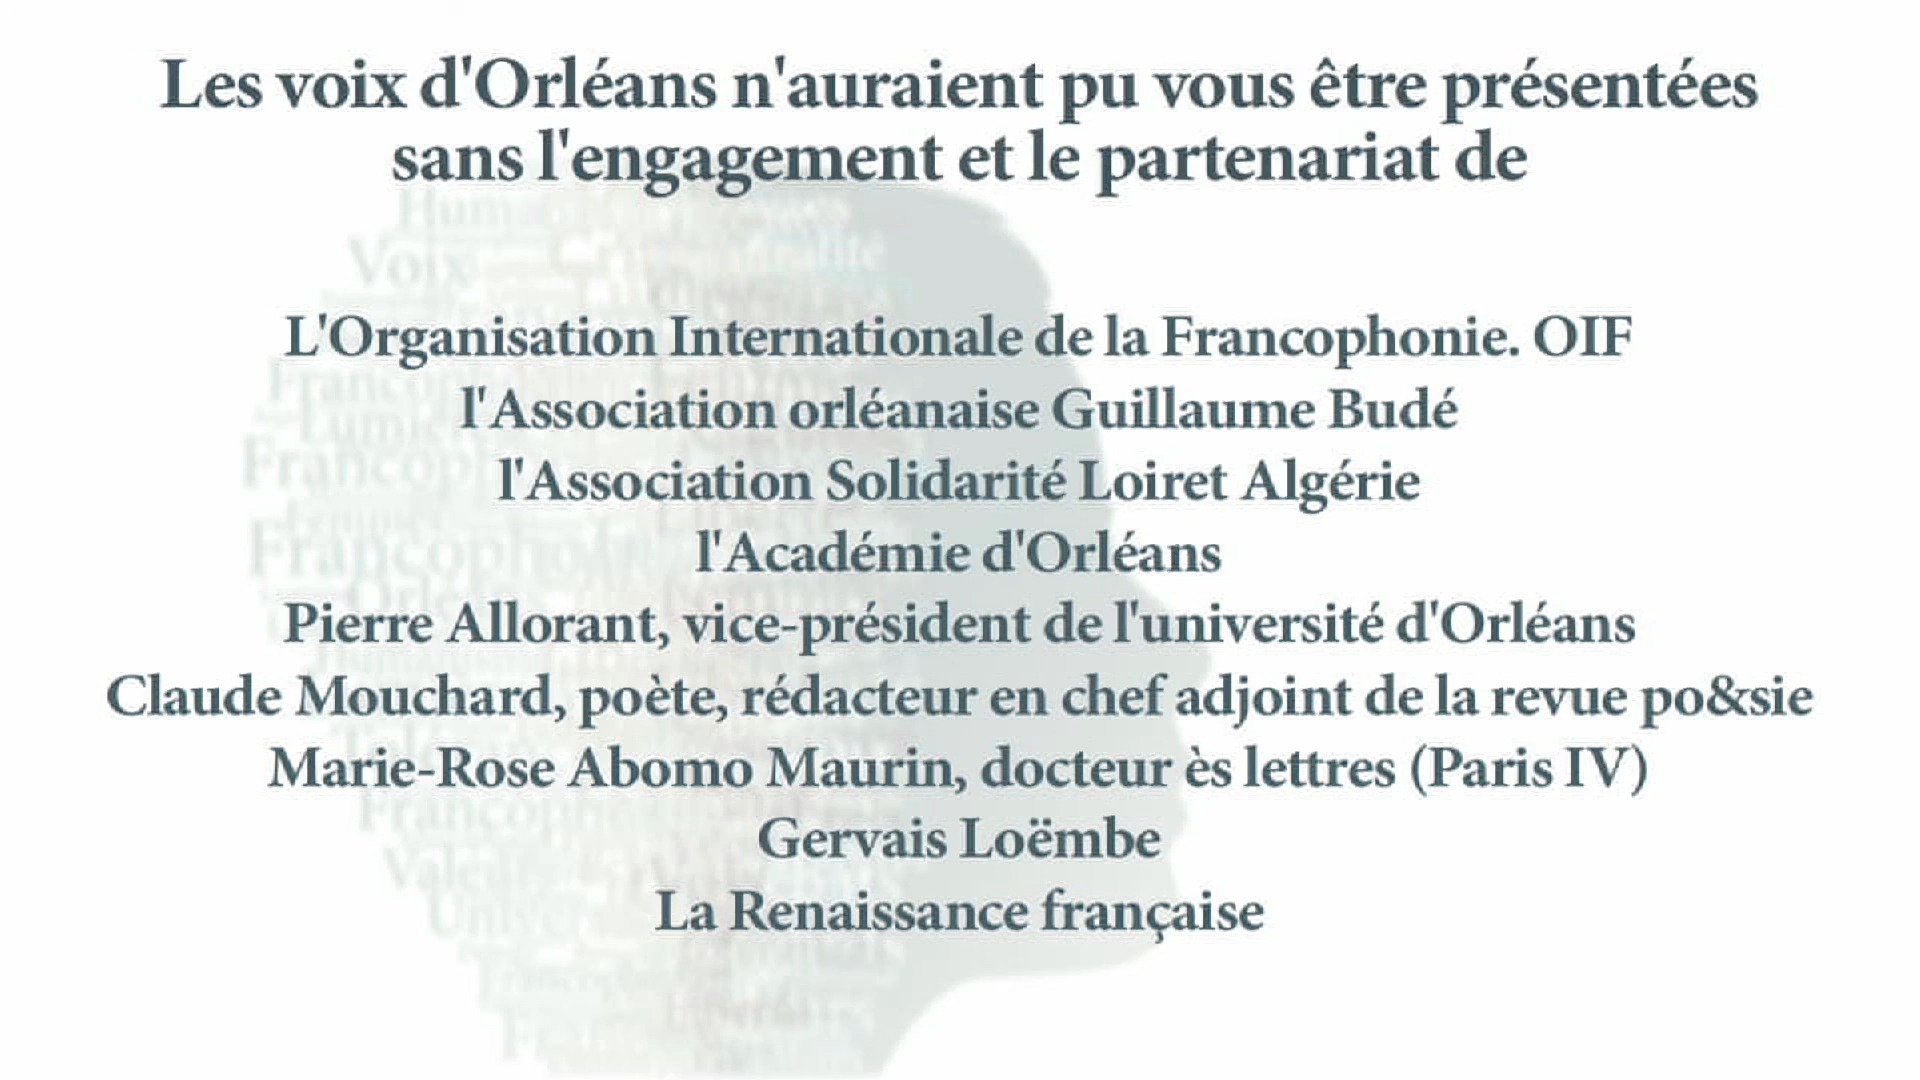 Les voix d'Orléans n'auraient pu vous être présentées
sans l'engagement et le partenariat de
Voix
L'Organisation Internationale de la Francophonie. OIF
l'Association orléanaise Guillaume Budé
l'Association Solidarité Loiret Algérie
l'Académie d'Orléans
Pierre Allorant, vice-président de l'université d'Orléans
Claude Mouchard, poète, rédacteur en chef adjoint de la revue po&sie
Marie-Rose Abomo Maurin, docteur ès lettres (Paris IV)
Gervais Loëmbe
La Renaissance française